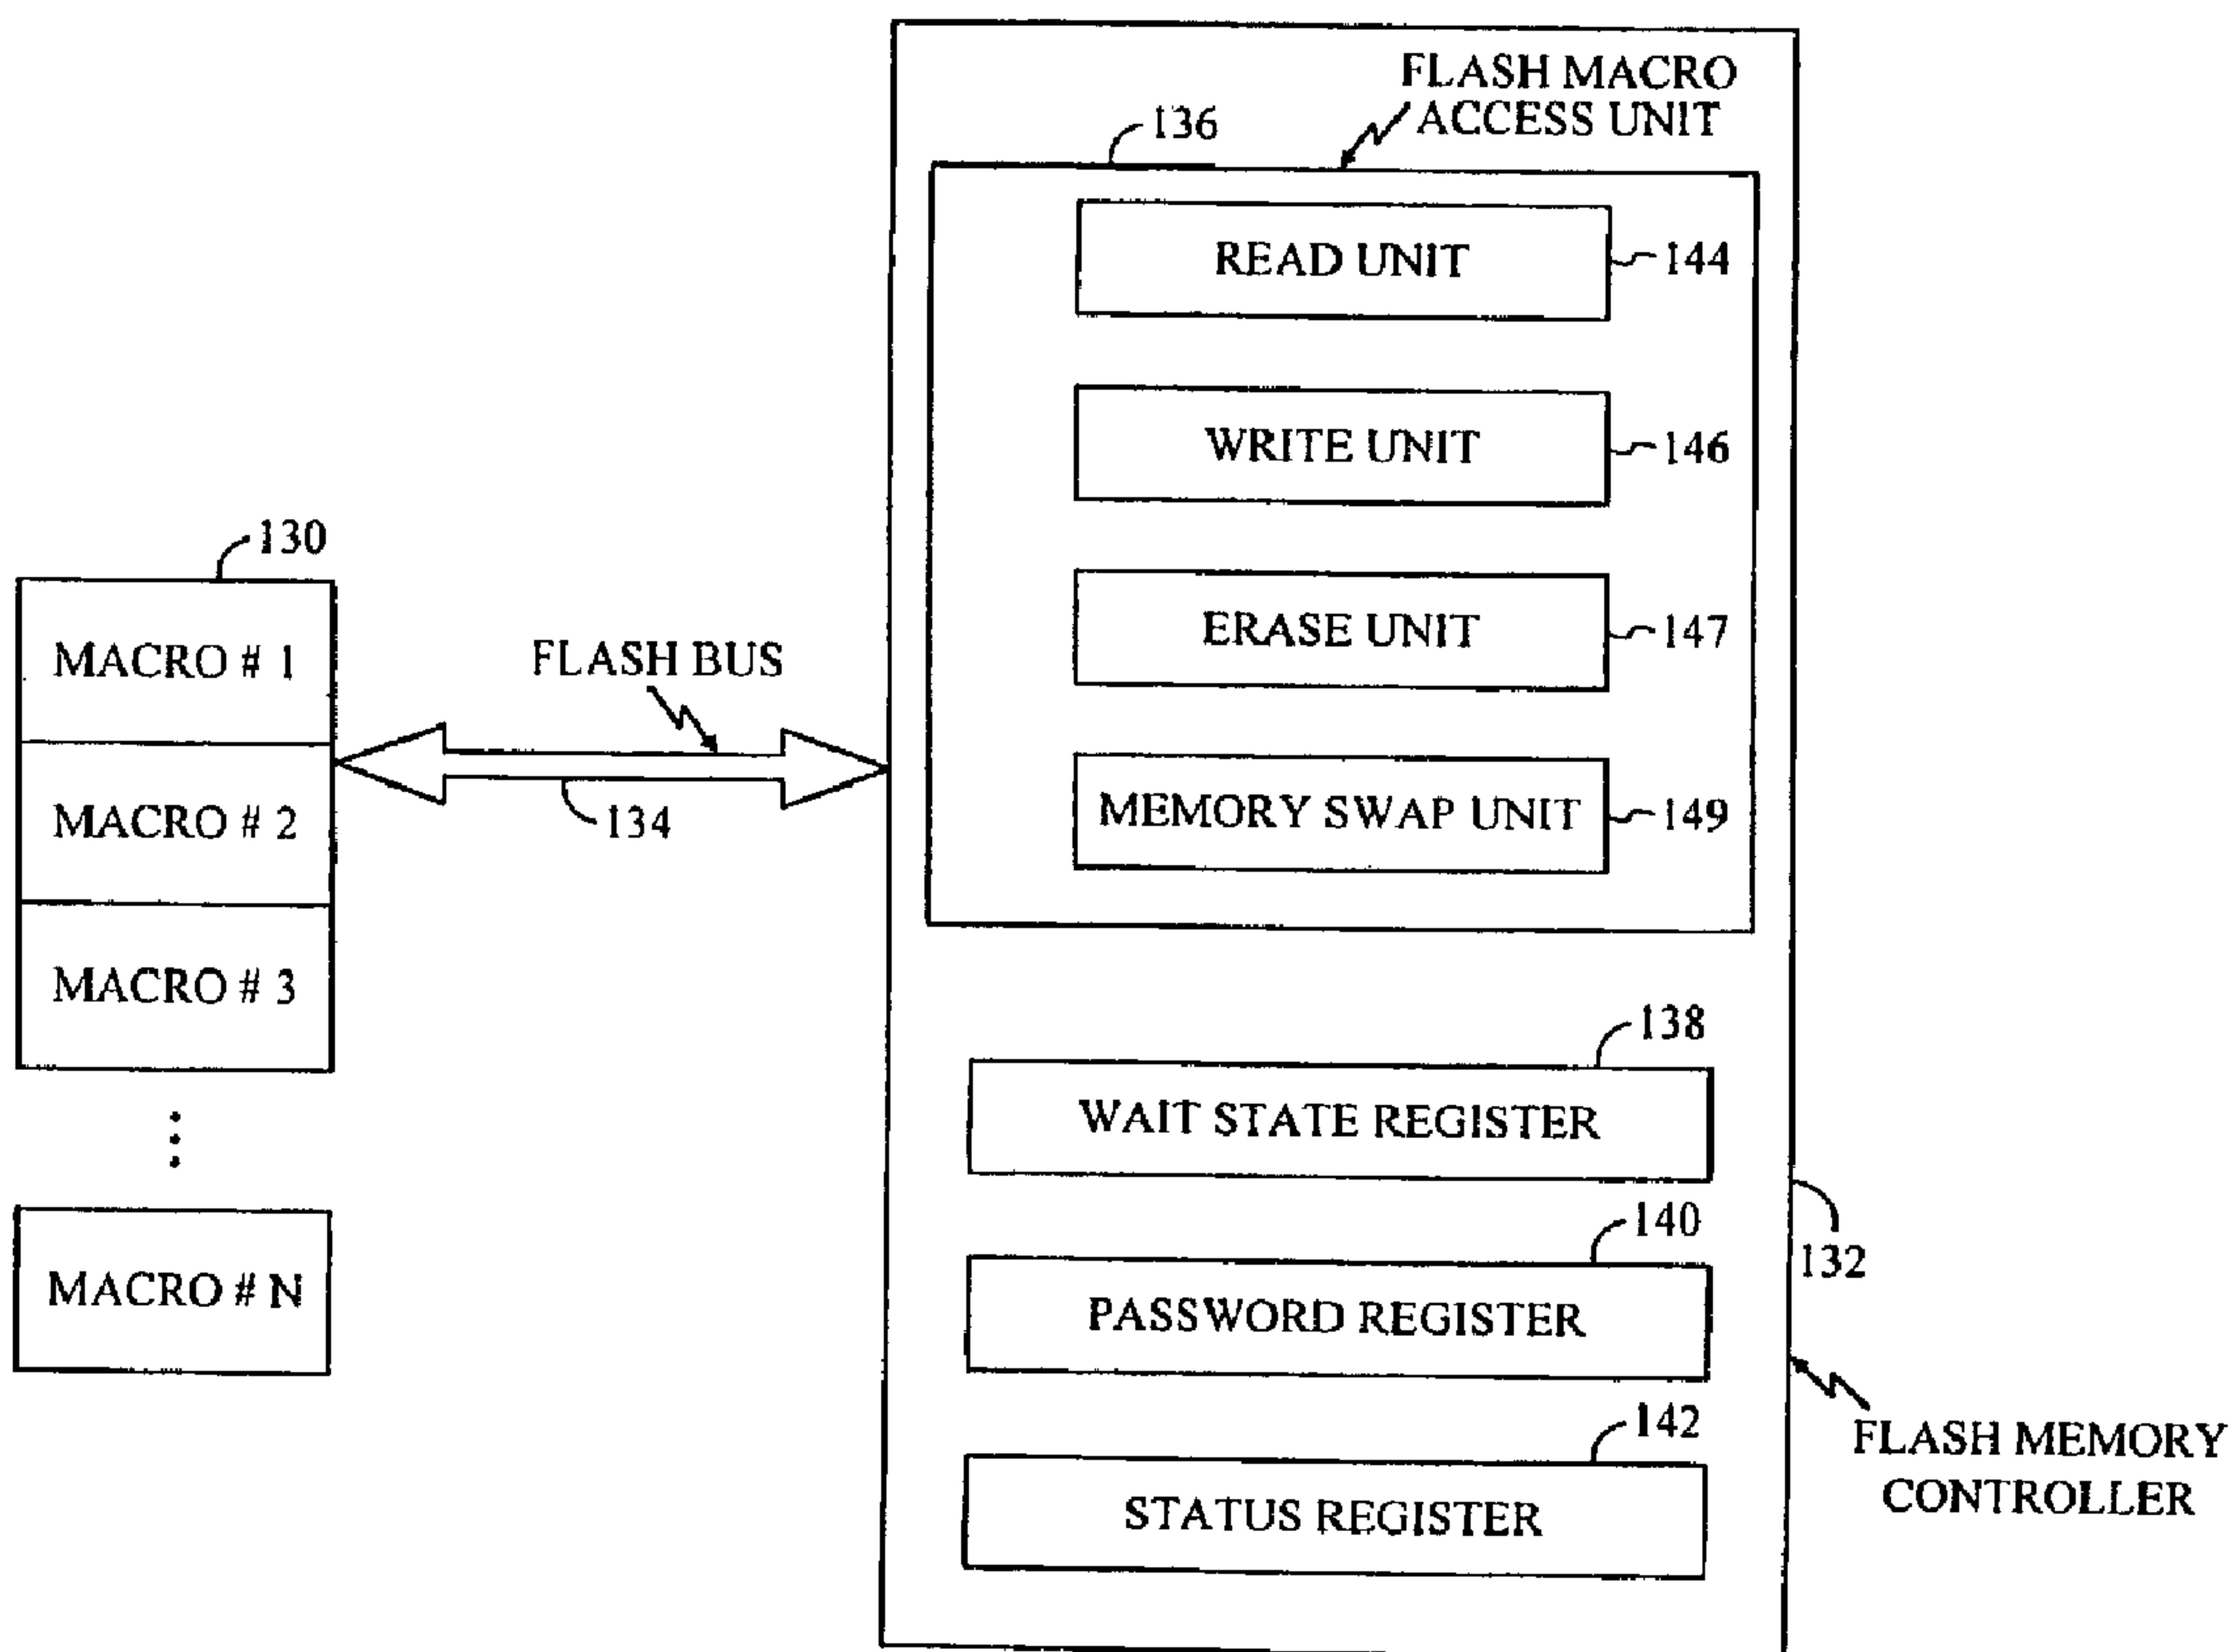 FLASH MACRO
ACCESS UNIT
136
READ UNIT
144
WRITE UNIT
146
130
ERASE UNIT
147
MACRO # 1
FLASH BUS
MEMORY SWAP UNIT
149
MACRO # 2
134
MACRO # 3
138
WAIT STATE REGISTER
140
132
MACRO # N
PASSWORD REGISTER
142
FLASH MEMORY
CONTROLLER
STATUS REGISTER